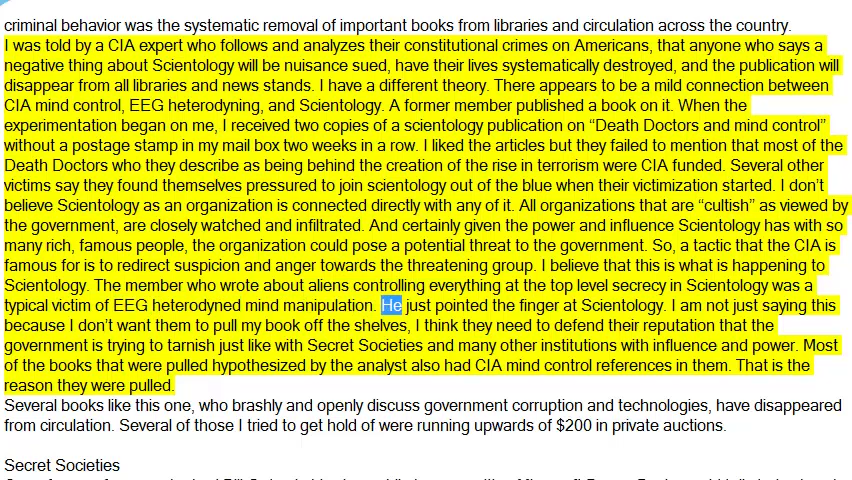 criminal behavior was the systematic removal of important books from libraries and circulation across the country.
I was told by a CIA expert who follows and analyzes their constitutional crimes on Americans, that anyone who says a
negative thing about Scientology will be nuisance sued, have their lives systematically destroyed, and the publication will
disappear from all libraries and news stands. I have a different theory. There appears to be a mild connection between
CIA mind control, EEG heterodyning, and Scientology. A former member published a book on it. When the
experimentation began on me, I received two copies of a scientology publication on “Death Doctors and mind control”
without a postage stamp in my mail box two weeks in a row. I liked the articles but they failed to mention that most of the
Death Doctors who they describe as being behind the creation of the rise in terrorism were CIA funded. Several other
victims say they found themselves pressured to join scientology out of the blue when their victimization started. I don’t
believe Scientology as an organization is connected directly with any of it. All organizations that are “cultish” as viewed by
the government, are closely watched and infiltrated. And certainly given the power and influence Scientology has with so
many rich, famous people, the organization could pose a potential threat to the government. So, a tactic that the CIA is
famous for is to redirect suspicion and anger towards the threatening group. I believe that this is what is happening to
Scientology. The member who wrote about aliens controlling everything at the top level secrecy in Scientology was a
typical victim of EEG heterodyned mind manipulation. He just pointed the finger at Scientology. I am not just saying this
because I don’t want them to pull my book off the shelves, I think they need to defend their reputation that the
government is trying to tarnish just like with Secret Societies and many other institutions with influence and power. Most
of the books that were pulled hypothesized by the analyst also had CIA mind control references in them. That is the
reason they were pulled.
Several books like this one, who brashly and openly discuss government corruption and technologies, have disappeared
from circulation. Several of those I tried to get hold of were running upwards of $200 in private auctions.
Secret Societies